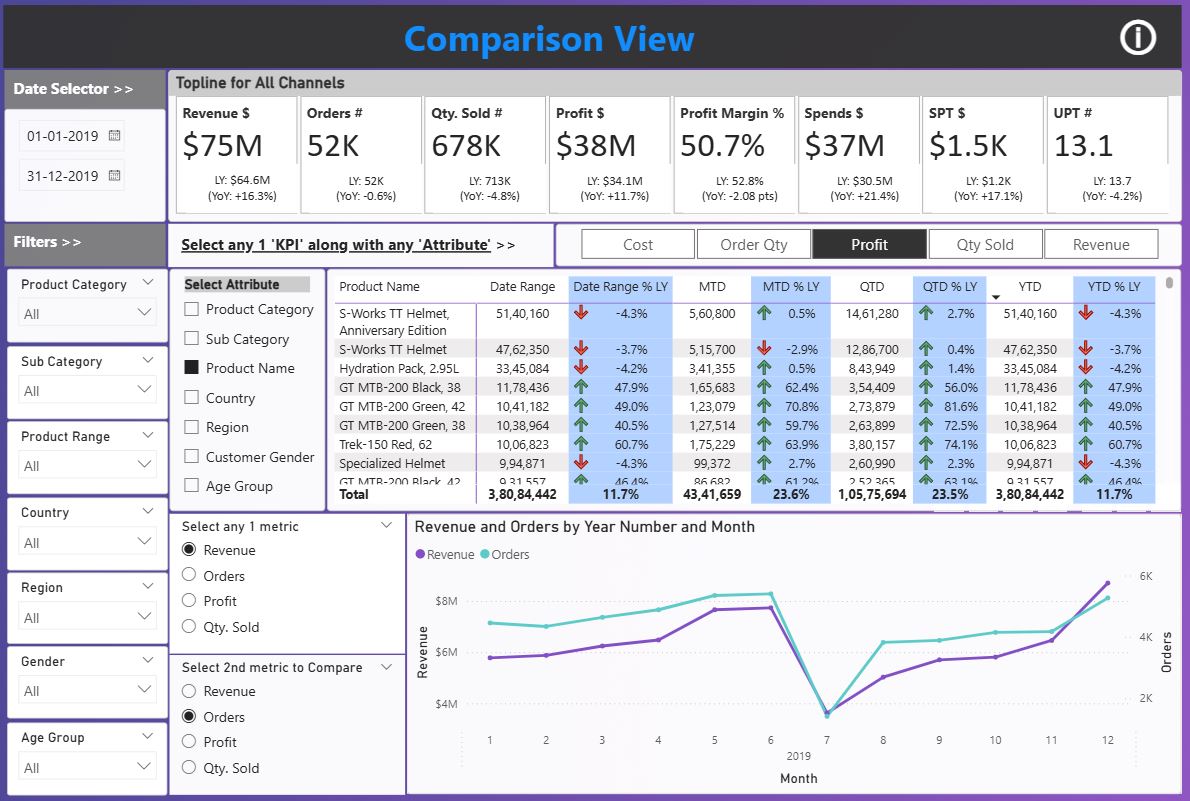 Comparison View
Date Selector >>
01-01-2019
31-12-2019
Topline for All Channels
Revenue $
$75M
LY: $64.6M
(YoY: +16.3%)
Orders #
52K
LY: 52K
(YoY: -0.6%)
Qty. Sold #
678K
LY: 713K
(YoY: -4.8%)
Profit $
$38M
LY: $34.1M
(YoY: +11.7%)
Profit Margin %
50.7%
LY: 52.8%
(YoY: -2.08 pts)
Spends $
$37M
LY: $30.5M
(YoY: +21.4%)
SPT $
$1.5K
LY: $1.2K
(YoY: +17.1%)
UPT #
13.1
LY: 13.7
(YoY: -4.2%)
Filters >>
Select any 1 'KPI' along with any 'Attribute' >>
Cost Order Qty Profit Qty Sold Revenue
Product Category
All
Sub Category
All
Product Range
All
Country
All
Region
All
Gender
All
Age Group
All
Select Attribute
Product Category
Sub Category
Product Name
Country
Region
Customer Gender
Age Group
Product Name Date Range Date Range % LY MTD MTD % LY QTD QTD % LY YTD YTD % LY
S-Works TT Helmet, 51,40,160 -4.3% 5,60,800 0.5% 14,61,280 2.7% 51,40,160 -4.3%
Anniversary Edition
S-Works TT Helmet 47,62,350 -3.7% 5,15,700 -2.9% 12,86,700 0.4% 47,62,350 -3.7%
Hydration Pack, 2.95L 33,45,084 -4.2% 3,41,355 0.5% 8,43,949 1.4% 33,45,084 -4.2%
GT MTB-200 Black, 38 11,78,436 47.9% 1,65,683 62.4% 3,54,409 56.0% 11,78,436 47.9%
GT MTB-200 Green, 42 10,41,182 49.0% 1,23,079 70.8% 2,73,879 81.6% 10,41,182 49.0%
GT MTB-200 Green, 38 10,38,964 40.5% 1,27,514 59.7% 2,63,899 72.5% 10,38,964 40.5%
Trek-150 Red, 62 10,06,823 60.7% 1,75,229 63.9% 3,80,157 74.1% 10,06,823 60.7%
Specialized Helmet 9,94,871 -4.3% 99,372 2.7% 2,60,990 2.3% 9,94,871 -4.3%
GT MTB-200 Black, 42 9,31,557 46.4% 86,682 61.2% 2,52,365 63.1% 9,31,557 46.4%
Total 3,80,84,442 11.7% 43,41,659 23.6% 1,05,75,694 23.5% 3,80,84,442 11.7%
Select any 1 metric
Revenue
Orders
Profit
Qty. Sold
Select 2nd metric to Compare
Revenue
Orders
Profit
Qty. Sold
Revenue and Orders by Year Number and Month
Revenue Orders
$8M
$6M
$4M
Revenue
6K
4K
2K
Orders
1 2 3 4 5 6 7 8 9 10 11 12
2019
Month